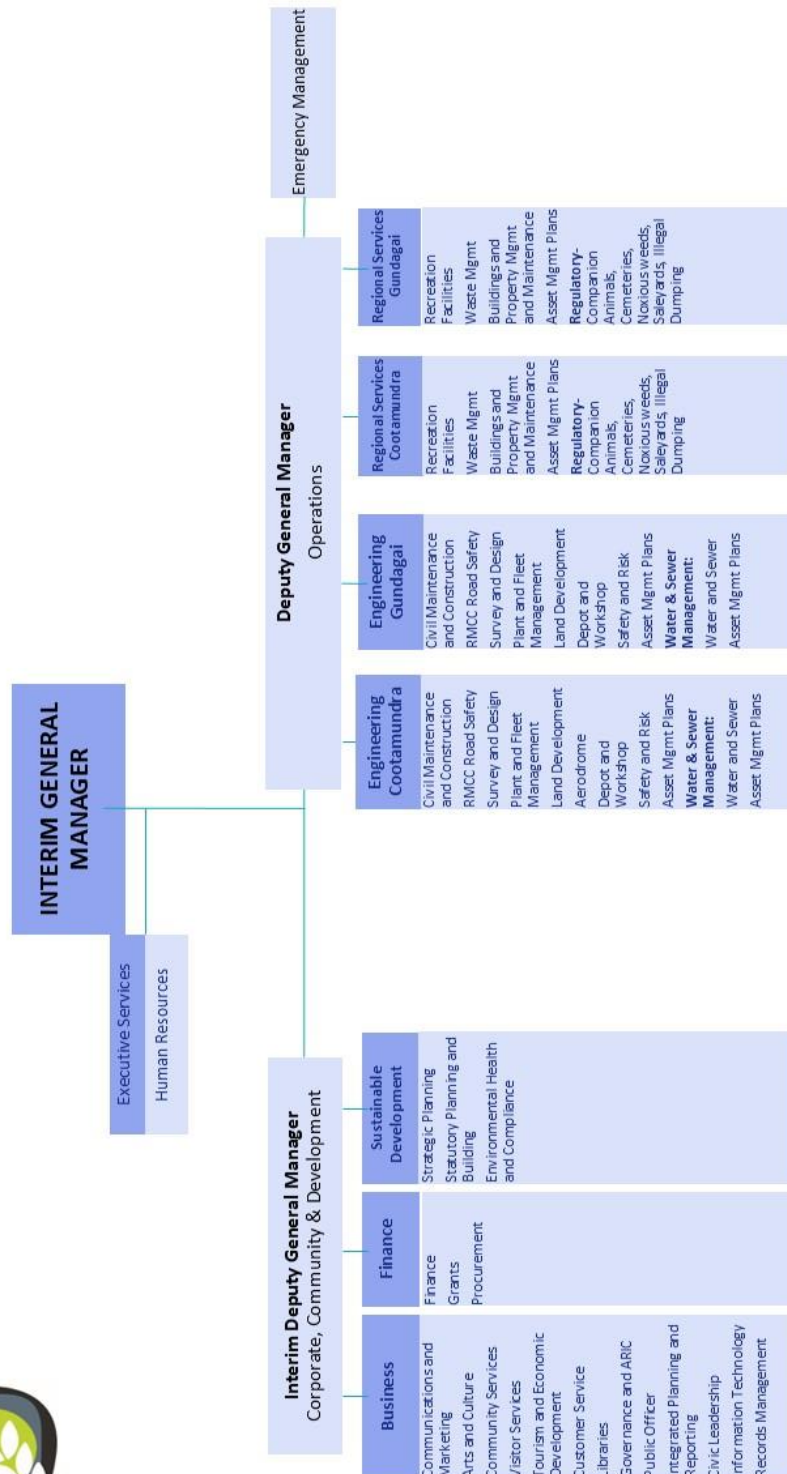 INTERIM GENERAL
MANAGER
Executive Services
Human Resources
Interim Deputy General Manager
Corporate, Community & Development
Business
Communications and
Marketing
Arts and Culture
Community Services
Visitor Services
Tourism and Economic
Development
Customer Service
Libraries
Governance and ARIC
Public Officer
Integrated Planning and
Reporting
Civic Leadership
Information Technology
Records Management
Finance
Finance
Grants
Procurement
Sustainable
Development
Strategic Planning
Statutory Planning and
Building
Environmental Health
and Compliance
Deputy General Manager
Operations
Emergency Management
Engineering
Cootamundra
Civil Maintenance
and Construction
RMCC Road Safety
Survey and Design
Plant and Fleet
Management
Land Development
Aerodrome
Depot and
Workshop
Safety and Risk
Asset Mgmt Plans
Water & Sewer
Management:
Water and Sewer
Asset Mgmt Plans
Engineering
Gundagai
Civil Maintenance
and Construction
RMCC Road Safety
Survey and Design
Plant and Fleet
Management
Land Development
Depot and
Workshop
Safety and Risk
Asset Mgmt Plans
Water & Sewer
Management:
Water and Sewer
Asset Mgmt Plans
Regional Services
Cootamundra
Recreation
Facilities
Waste Mgmt
Buildings and
Property Mgmt
and Maintenance
Asset Mgmt Plans
Regulatory-
Companion
Animals,
Cemeteries,
Noxious weeds,
Saleyards, Illegal
Dumping
Regional Services
Gundagai
Recreation
Facilities
Waste Mgmt
Buildings and
Property Mgmt
and Maintenance
Asset Mgmt Plans
Regulatory-
Companion
Animals,
Cemeteries,
Noxious weeds,
Saleyards, Illegal
Dumping